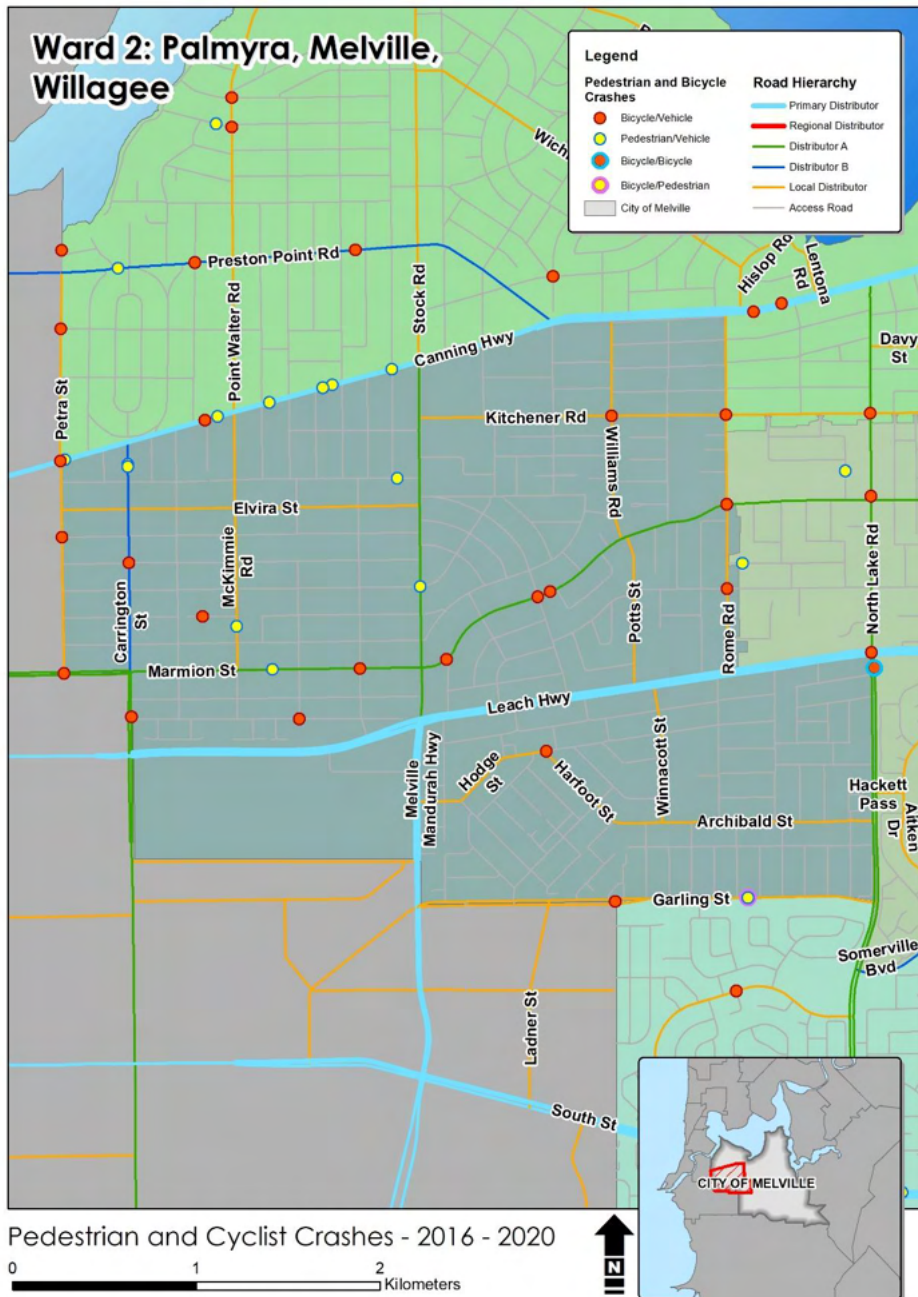 Ward 2: Palmyra, Melville,
Willagee
Legend
Pedestrian and Bicycle
Crashes
Bicycle/Vehicle
Pedestrian/Vehicle
Bicycle/Bicycle
Bicycle/Pedestrian
City of Melville
Road Hierarchy
Primary Distributor
Regional Distributor
Distributor A
Distributor B
Local Distributor
Access Road
Preston Point Rd
Point Walter Rd
Stock Rd
Hislop Rd
Lentona
Rd
Canning Hwy
Davy
St
Petra St
Kitchener Rd
Williams Rd
Elvira St
McKimmie
Rd
Carrington
St
Potts St
Rome Rd
North Lake Rd
Marmion St
Leach Hwy
Melville
Mandurah Hwy
Hodge
St
Harfoot St
Winnacott St
Hackett
Pass
Aitken
Dr
Archibald St
Garling St
Somerville
Bvd
Ladner St
South St
CITY OF MELVILLE
Pedestrian and Cyclist Crashes - 2016 - 2020
N
0 1 2
Kilometers